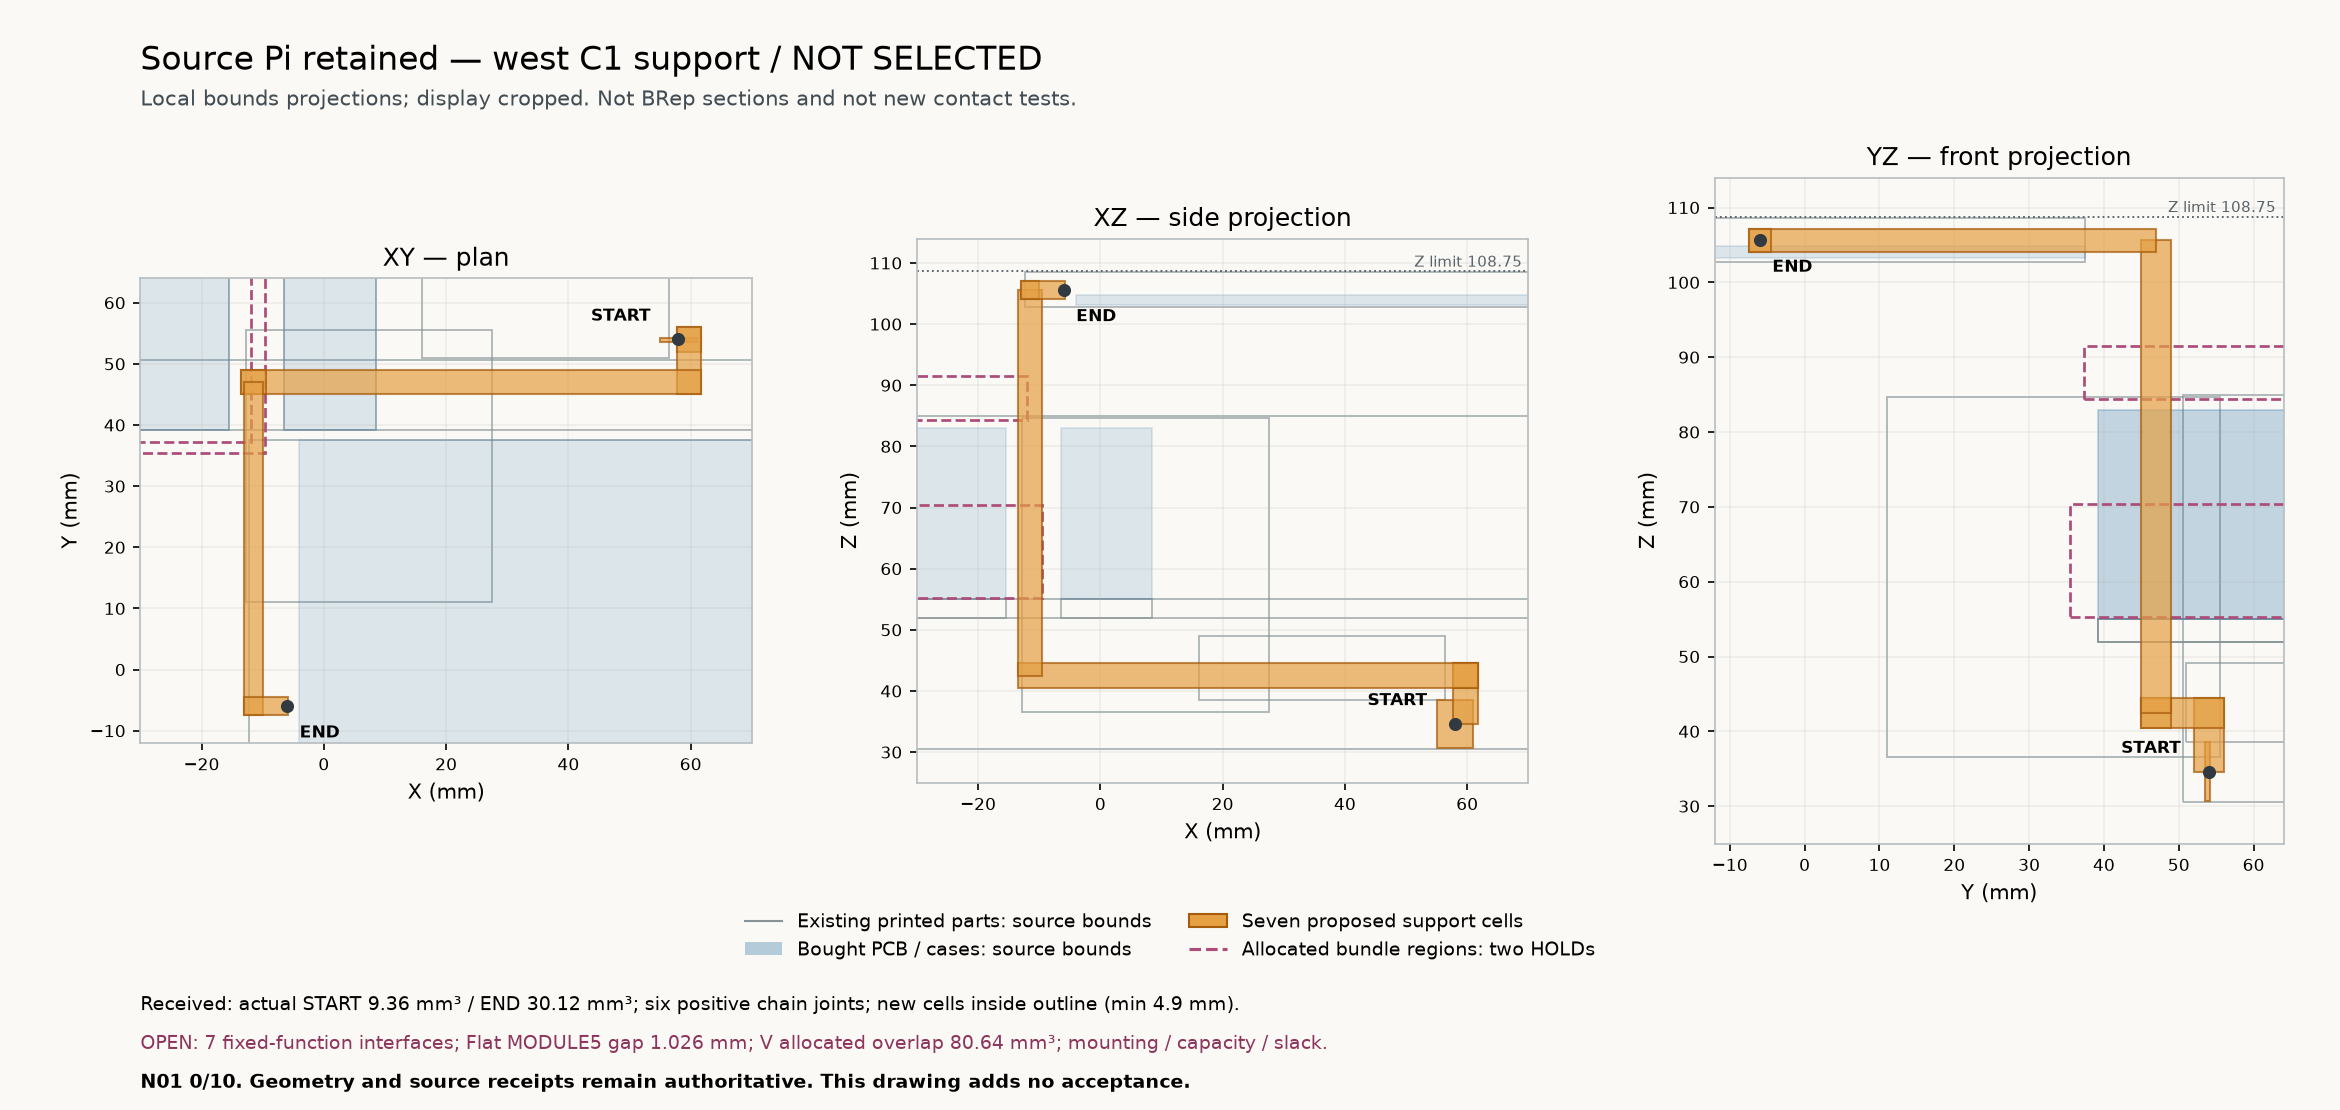 Source Pi retained — west C1 support / NOT SELECTED
Local bounds projections; display cropped. Not BRep sections and not new contact tests.
XY — plan
60
50
40
30
20
10
0
−10
Y (mm)
START
END
−20
0
20
40
60
X (mm)
XZ — side projection
Z limit 108.75
110
100
90
80
70
60
50
40
30
Z (mm)
END
START
−20
0
20
40
60
X (mm)
YZ — front projection
Z limit 108.75
110
100
90
80
70
60
50
40
30
Z (mm)
END
START
−10
0
10
20
30
40
50
60
Y (mm)
Existing printed parts: source bounds
Bought PCB / cases: source bounds
Seven proposed support cells
Allocated bundle regions: two HOLDs
Received: actual START 9.36 mm³ / END 30.12 mm³; six positive chain joints; new cells inside outline (min 4.9 mm).
OPEN: 7 fixed-function interfaces; Flat MODULE5 gap 1.026 mm; V allocated overlap 80.64 mm³; mounting / capacity / slack.
N01 0/10. Geometry and source receipts remain authoritative. This drawing adds no acceptance.